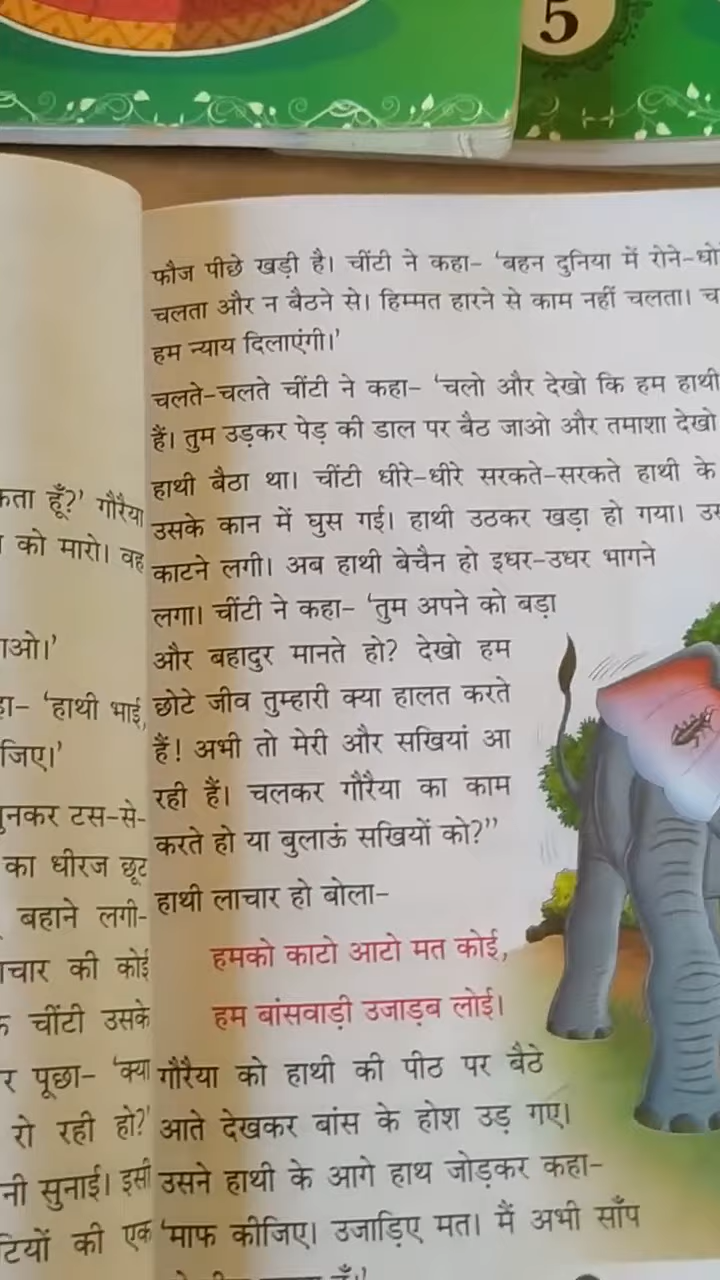 5
कता हूँ?' गौरैया
को मारो। वह
ाओ।'
'हाथी भाई,
जिए।'
टस-से-
का धीरज छूट
बहाने लगी-
की कोई
चींटी उसके
पूछा- 'क्या
रो रही हो?'
सुनाई। इसी
की एक
फौज पीछे खड़ी है। चींटी ने कहा- 'बहन दुनिया में रोने-धो
चलता और न बैठने से। हिम्मत हारने से काम नहीं चलता। च
हम न्याय दिलाएंगी।'
चलते-चलते चींटी ने कहा- 'चलो और देखो कि हम हाथी
हैं। तुम उड़कर पेड़ की डाल पर बैठ जाओ और तमाशा देखो
हाथी बैठा था। चींटी धीरे-धीरे सरकते-सरकते हाथी के
उसके कान में घुस गई। हाथी उठकर खड़ा हो गया।
काटने लगी। अब हाथी बेचैन हो इधर-उधर भागने
लगा। चींटी ने कहा- 'तुम अपने को बड़ा
और बहादुर मानते हो? देखो हम
छोटे जीव तुम्हारी क्या हालत करते
हैं! अभी तो मेरी और सखियां आ
रही हैं। चलकर गौरैया का काम
करते हो या बुलाऊं सखियों को?”
हाथी लाचार हो बोला-
हमको काटो आटो मत कोई,
हम बांसवाड़ी उजाड़ब लोई।
गौरैया को हाथी की पीठ पर बैठे
आते देखकर बांस के होश उड़ गए।
उसने हाथी के आगे हाथ जोड़कर कहा-
'माफ कीजिए। उजाड़िए मत। मैं अभी साँप